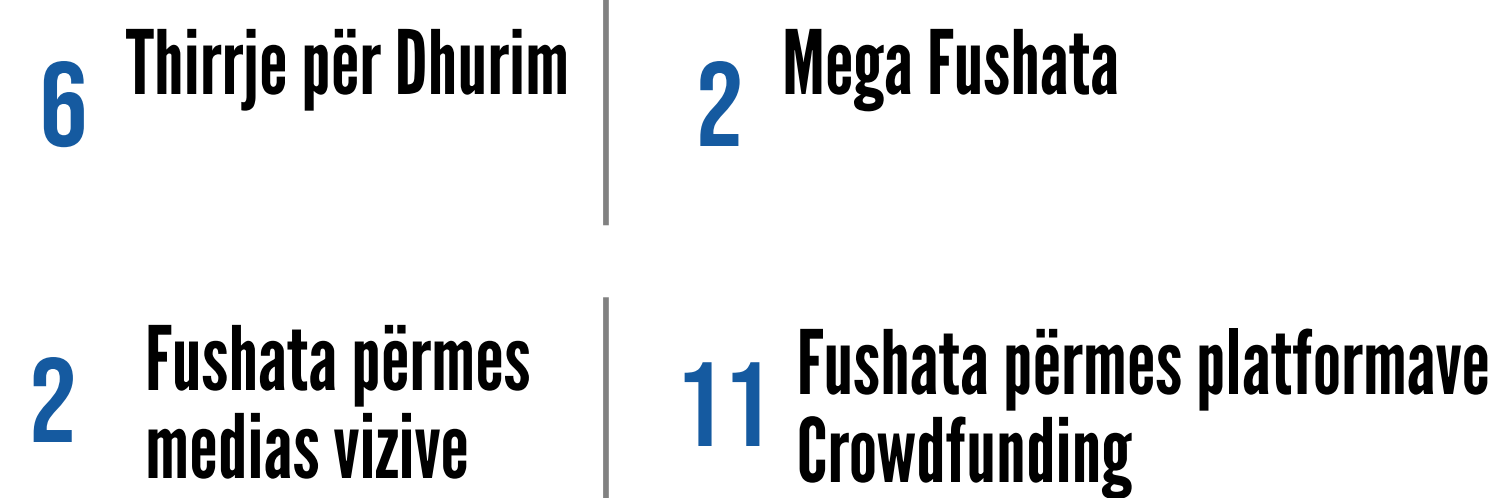 6 Thirrje për Dhurim
2 Mega Fushata
2 Fushata përmes
medias vizive
11 Fushata përmes platformave
Crowdfunding